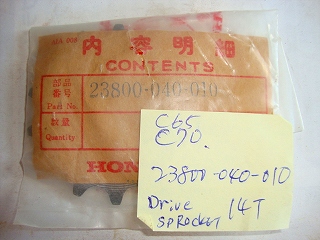 内容明細
CONTENTS
部品
番号
Part No.
23800-040-010
数量
Quantity
HON
C65
C70.
23800-040-010
Drive 14T
SPROCKET